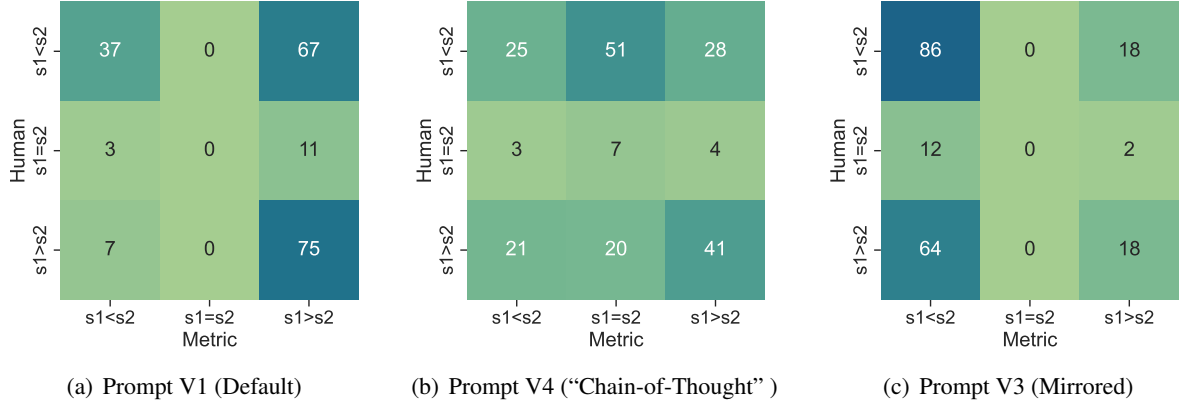 s1<s2
37 0 67
s1=s2
3 0 11
s1>s2
7 0 75
Human
s1<s2 s1=s2 s1>s2
Metric
(a) Prompt V1 (Default)
s1<s2
25 51 28
s1=s2
3 7 4
s1>s2
21 20 41
Human
s1<s2 s1=s2 s1>s2
Metric
(b) Prompt V4 (“Chain-of-Thought” )
s1<s2
86 0 18
s1=s2
12 0 2
s1>s2
64 0 18
Human
s1<s2 s1=s2 s1>s2
Metric
(c) Prompt V3 (Mirrored)